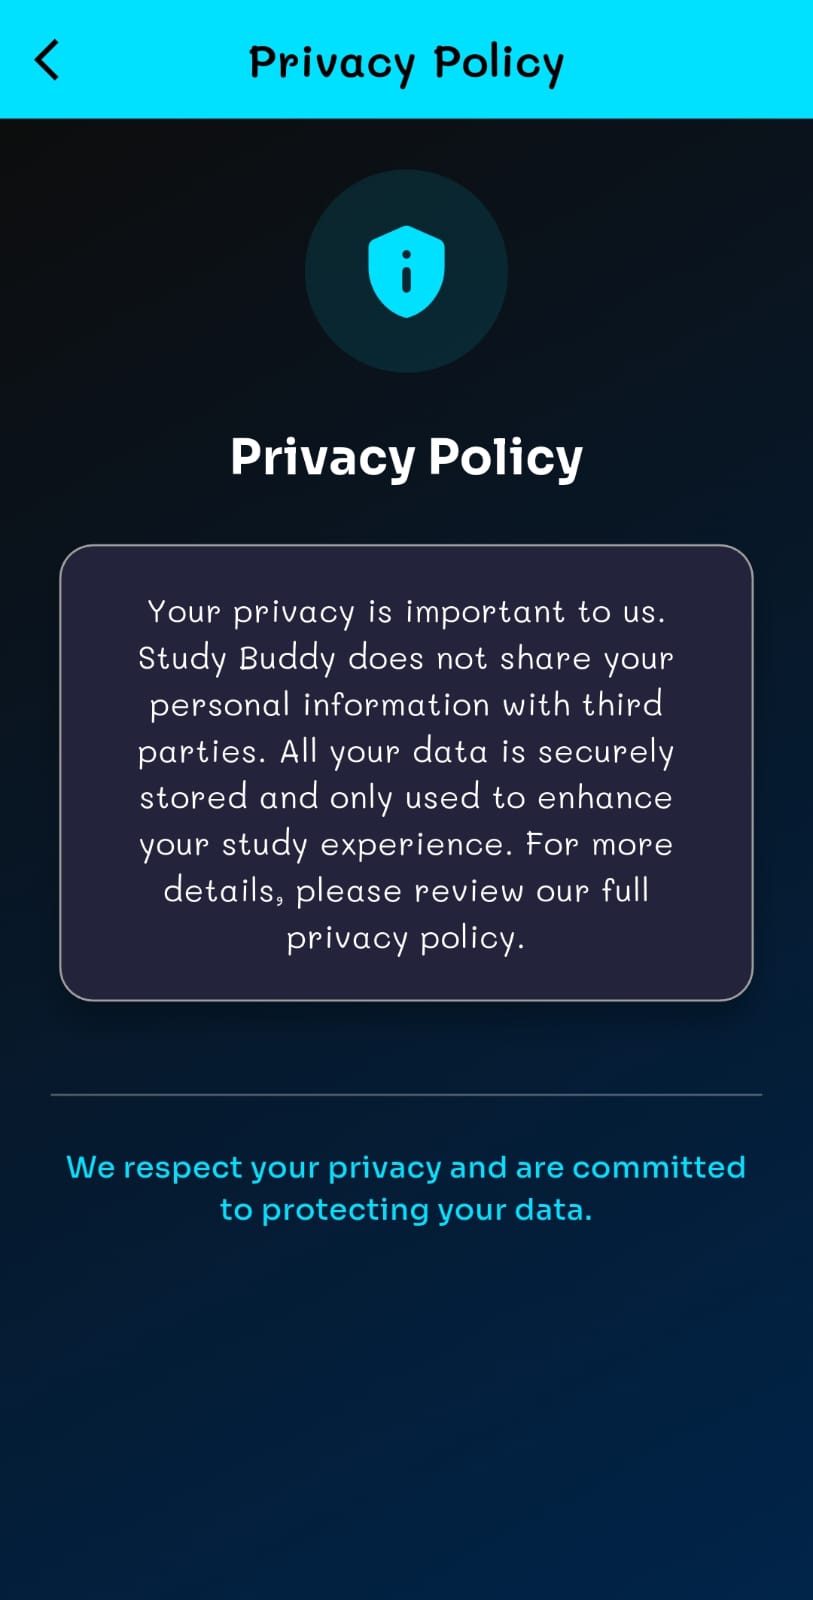 Privacy Policy
Privacy Policy
Your privacy is important to us.
Study Buddy does not share your
personal information with third
parties. All your data is securely
stored and only used to enhance
your study experience. For more
details, please review our full
privacy policy.
We respect your privacy and are committed
to protecting your data.